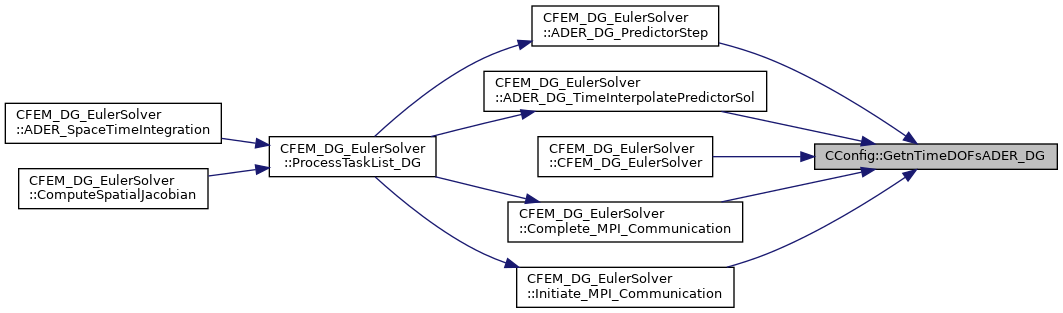 CFEM_DG_EulerSolver
::ADER_DG_PredictorStep
CFEM_DG_EulerSolver
::ADER_DG_TimeInterpolatePredictorSol
CFEM_DG_EulerSolver
::ADER_SpaceTimeIntegration
CFEM_DG_EulerSolver
::ProcessTaskList_DG
CFEM_DG_EulerSolver
::CFEM_DG_EulerSolver
CConfig::GetnTimeDOFsADER_DG
CFEM_DG_EulerSolver
::ComputeSpatialJacobian
CFEM_DG_EulerSolver
::Complete_MPI_Communication
CFEM_DG_EulerSolver
::Initiate_MPI_Communication